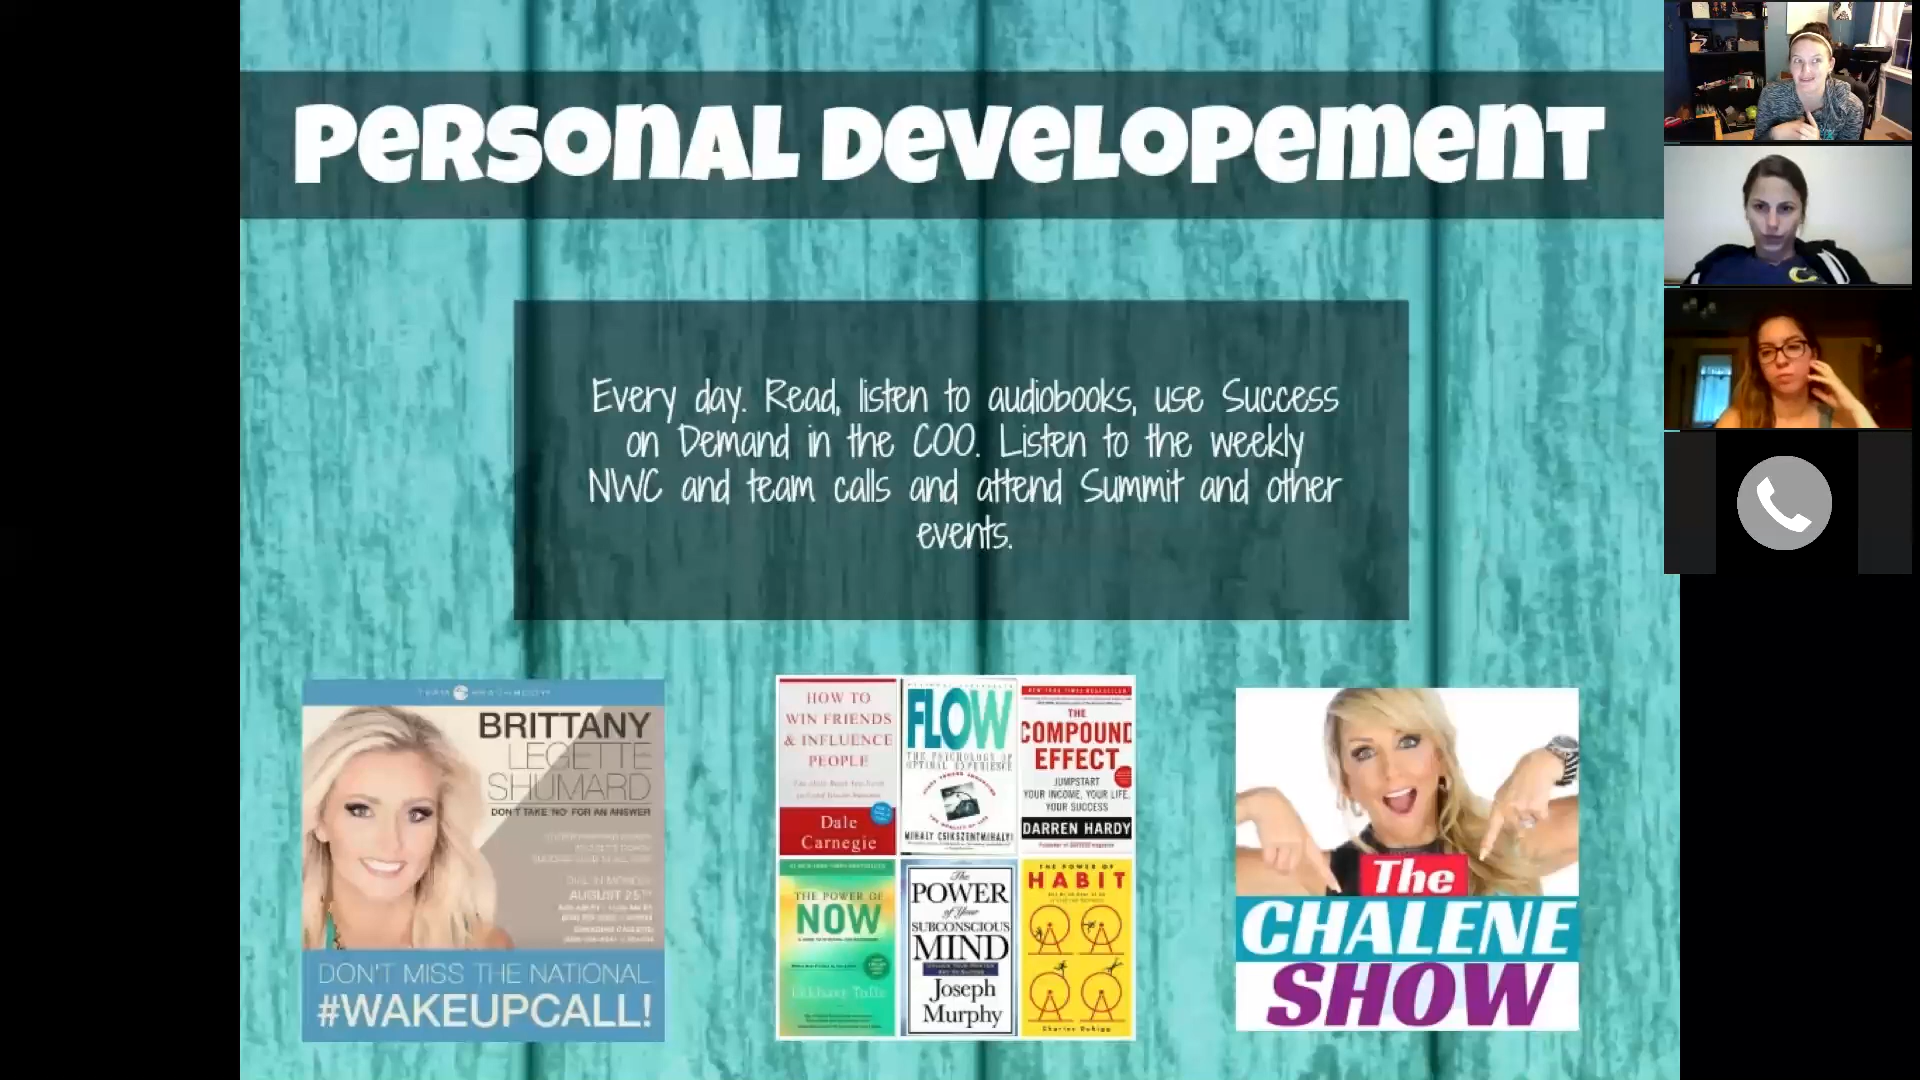 PERSONAL DEVELOPEMENT
Every day. Read, listen to audiobooks, use Success
on Demand in the COO. Listen to the weekly
NWC and team calls and attend Summit and other
events.
BRITTANY
LEGETTE
SHUMARD
DON'T TAKE 'NO' FOR AN ANSWER
AUGUST 25TH
DON'T MISS THE NATIONAL
#WAKEUPCALL!
HOW TO
WIN FRIENDS
& INFLUENCE
PEOPLE
Dale
Carnegie
FLOW
THE PSYCHOLOGY OF
OPTIMAL EXPERIENCE
MIHALY CSIKSZENTMIHALYI
NEW YORK TIMES BESTSELLER
THE
COMPOUND
EFFECT
JUMPSTART
YOUR INCOME, YOUR LIFE,
YOUR SUCCESS
DARREN HARDY
THE POWER OF
NOW
Eckhart Tolle
The
POWER
of Your
SUBCONSCIOUS
MIND
Joseph
Murphy
THE POWER OF
HABIT
Charles Duhigg
The
CHALENE
SHOW